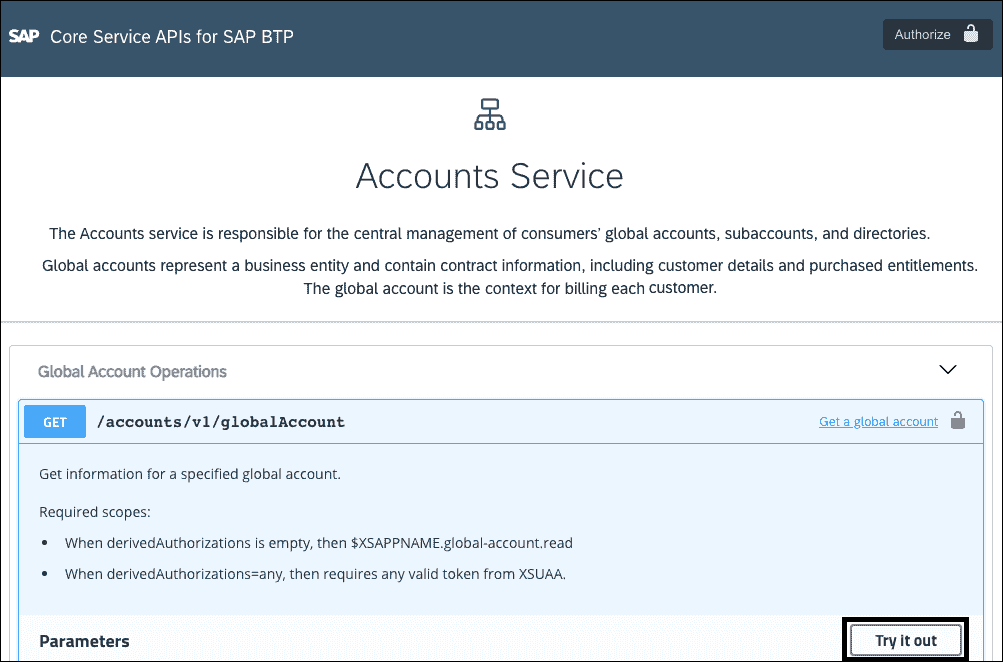 SAP Core Service APIs for SAP BTP
Authorize
Accounts Service
The Accounts service is responsible for the central management of consumers' global accounts, subaccounts, and directories.
Global accounts represent a business entity and contain contract information, including customer details and purchased entitlements.
The global account is the context for billing each customer.
Global Account Operations
GET /accounts/v1/globalAccount Get a global account
Get information for a specified global account.
Required scopes:
• When derivedAuthorizations is empty, then $XSAPPNAME.global-account.read
• When derivedAuthorizations=any, then requires any valid token from XSUAA.
Parameters
Try it out